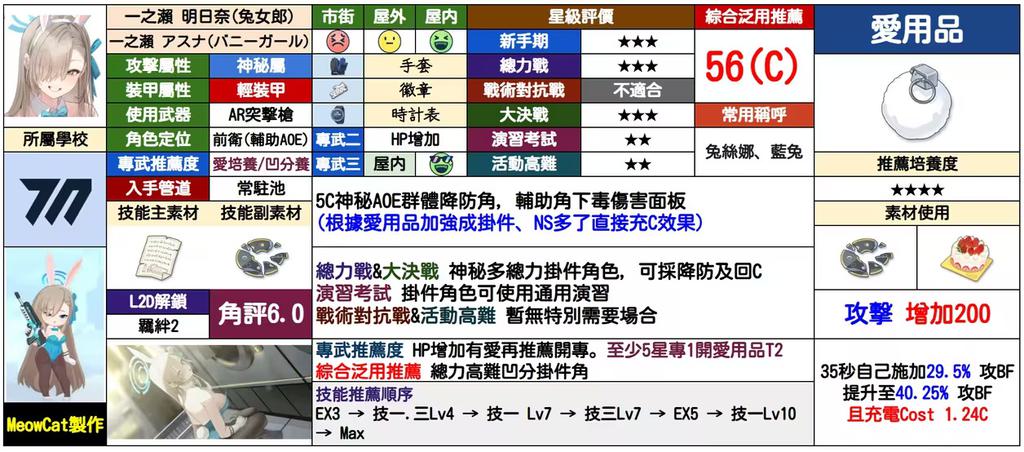 一之瀨 明日奈(兔女郎)
一之瀨 アスナ(バニーガール)
攻擊屬性 神秘屬
裝甲屬性 輕裝甲
使用武器 AR突擊槍
所屬學校
角色定位 前衛(輔助AOE)
專武推薦度 愛培養/凹分養
入手管道 常駐池
技能主素材 技能副素材
L2D解鎖
羈絆2
角評6.0
MeowCat製作
市街 屋外 屋內
手套
徽章
時計表
專武二 HP增加
專武三 屋內
星級評價
新手期 ★★★
總力戰 ★★★
戰術對抗戰 不適合
大決戰 ★★★
演習考試 ★★
活動高難 ★★
綜合泛用推薦
56(C)
常用稱呼
兔絲娜、藍兔
5C神秘AOE群體降防角，輔助角下毒傷害面板
(根據愛用品加強成掛件、NS多了直接充C效果)
總力戰&大決戰 神秘多總力掛件角色，可採降防及回C
演習考試 掛件角色可使用通用演習
戰術對抗戰&活動高難 暫無特別需要場合
專武推薦度 HP增加有愛再推薦開專。至少5星專1開愛用品T2
綜合泛用推薦 總力高難凹分掛件角
技能推薦順序
EX3 → 技一.三Lv4 → 技一 Lv7 → 技三Lv7 → EX5 → 技一Lv10
→ Max
愛用品
推薦培養度
★★★★
素材使用
攻擊 增加200
35秒自己施加29.5% 攻BF
提升至40.25% 攻BF
且充電Cost 1.24C